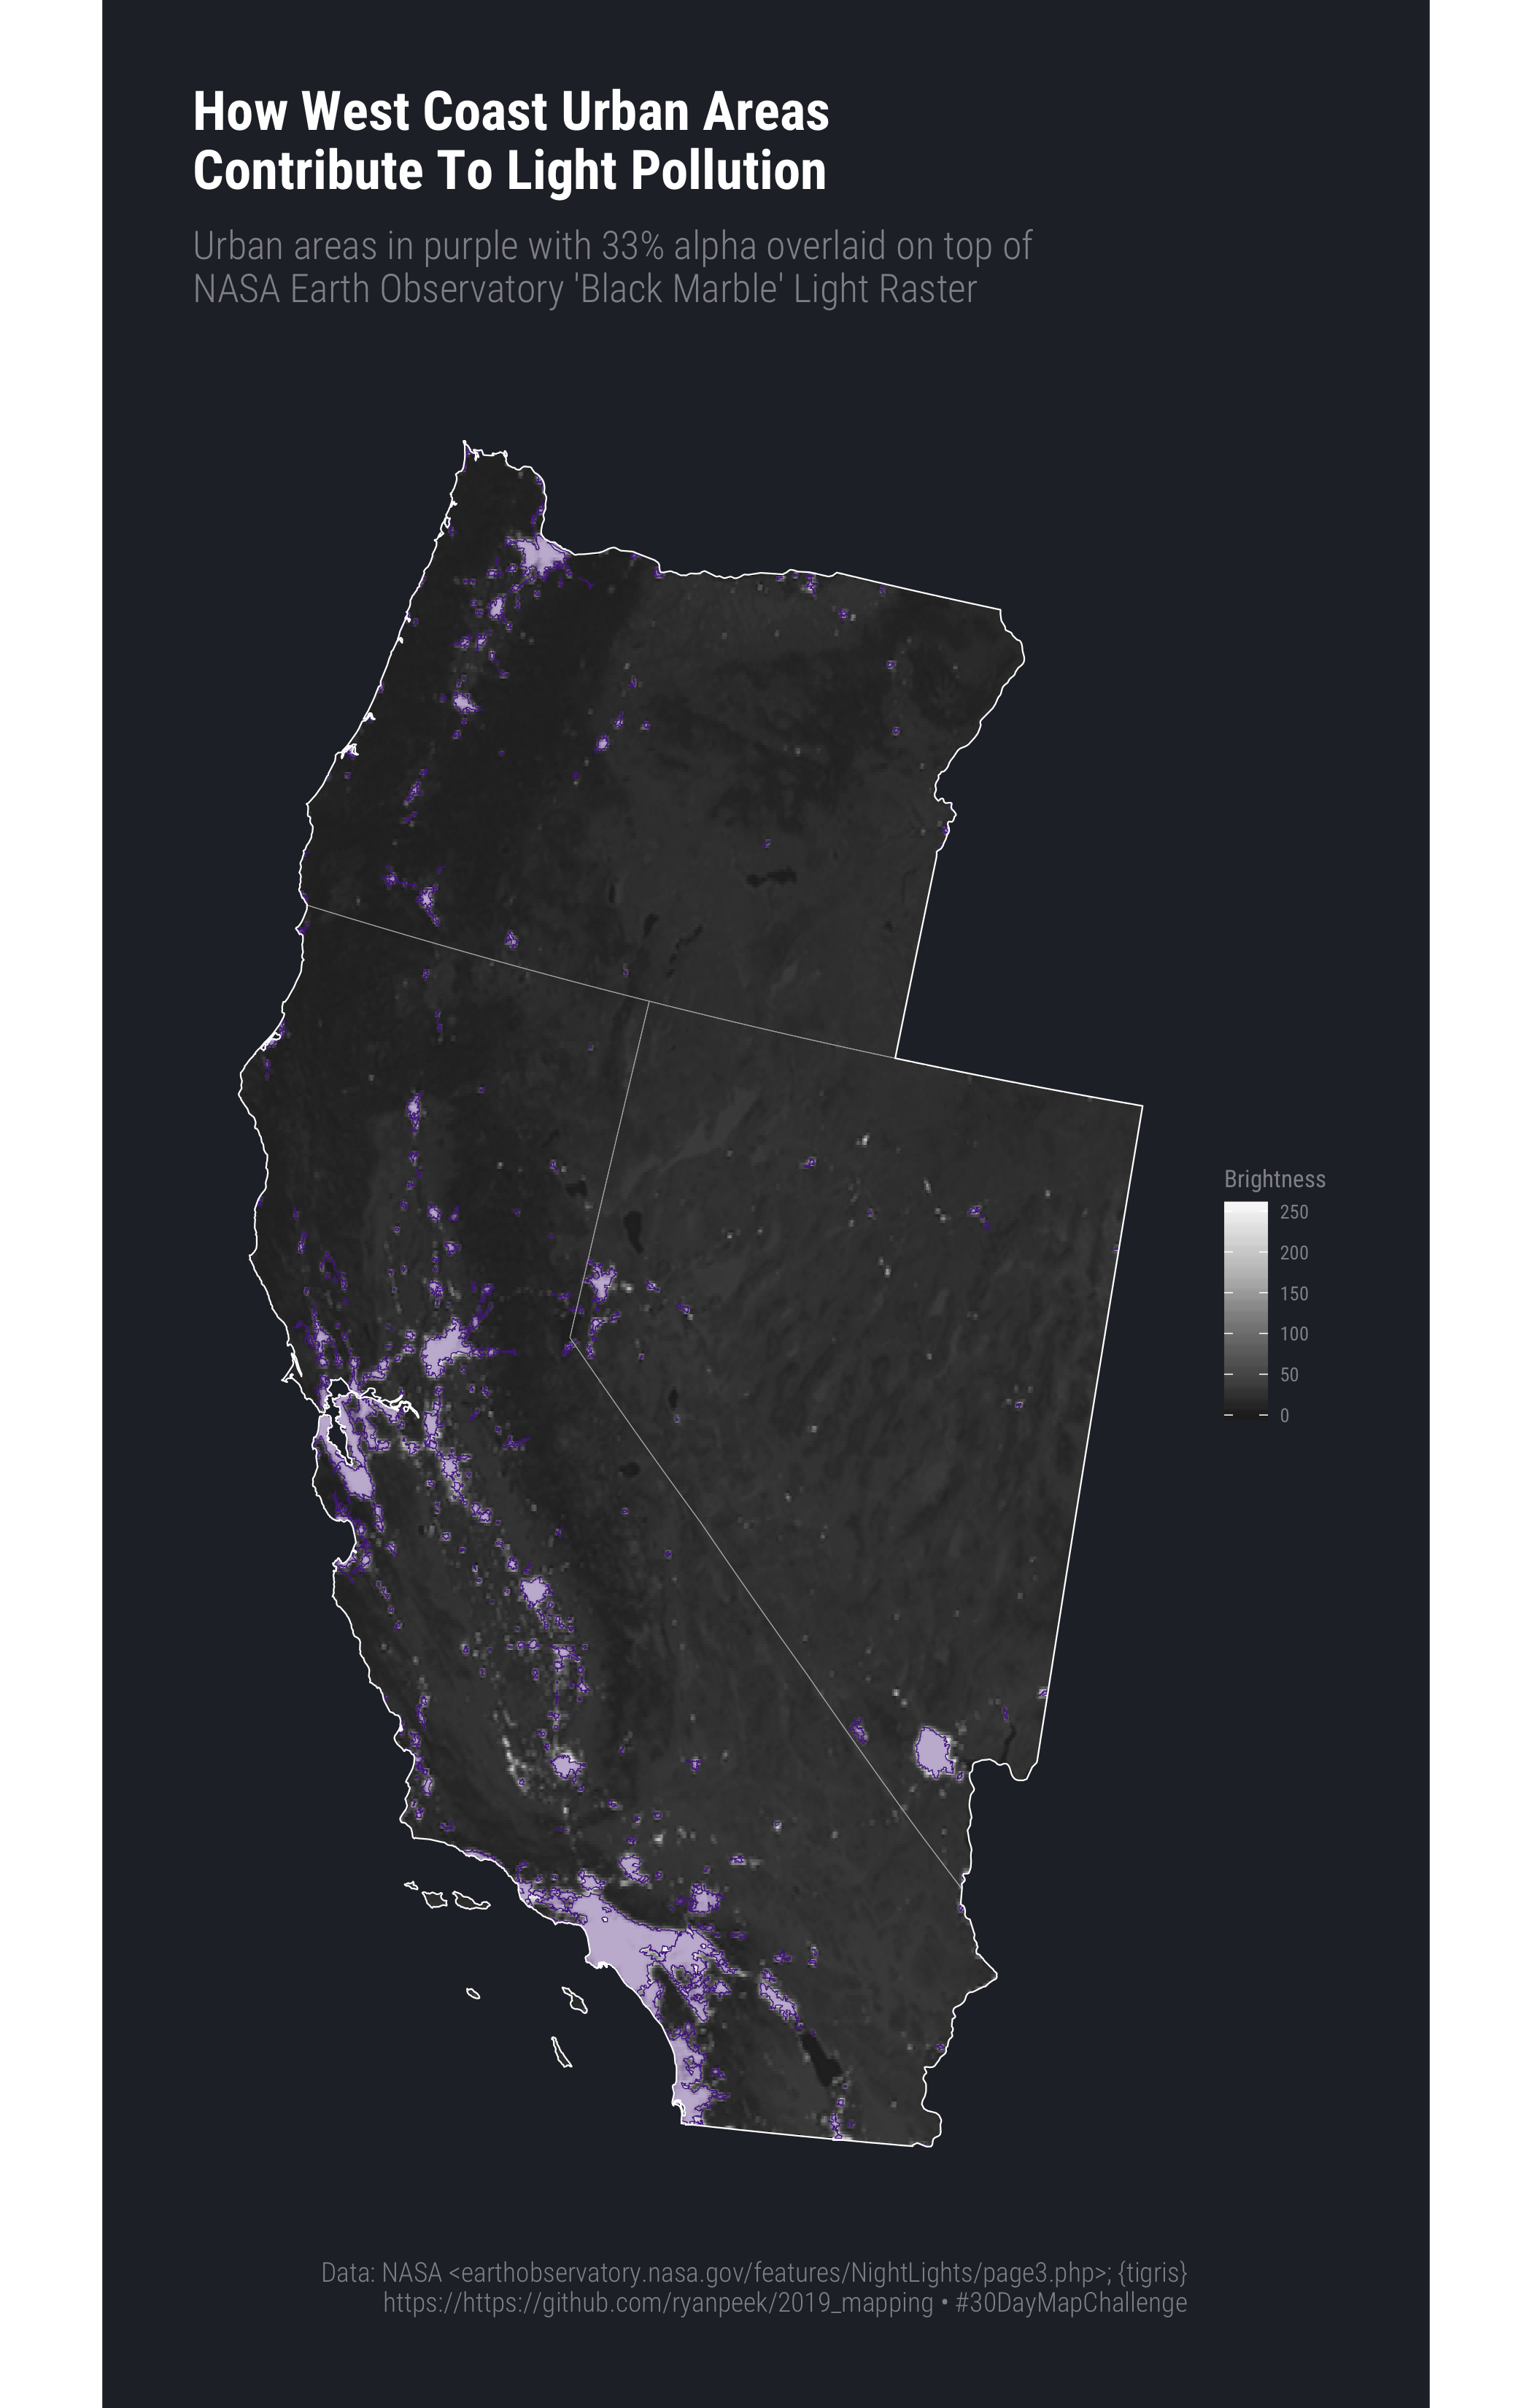 How West Coast Urban Areas
Contribute To Light Pollution
Urban areas in purple with 33% alpha overlaid on top of
NASA Earth Observatory 'Black Marble' Light Raster
Brightness
250
200
150
100
50
0
Data: NASA <earthobservatory.nasa.gov/features/NightLights/page3.php>; {tigris}
https://https://github.com/ryanpeek/2019_mapping • #30DayMapChallenge